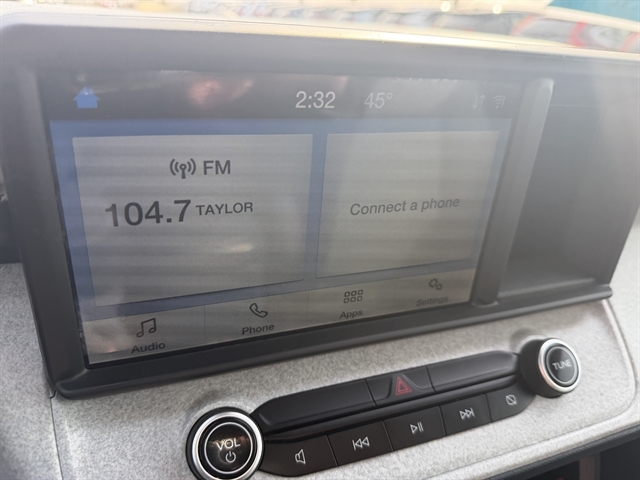 2:32 45°
FM
104.7 TAYLOR
Connect a phone
Audio Phone Apps Settings
VOL
TUNE